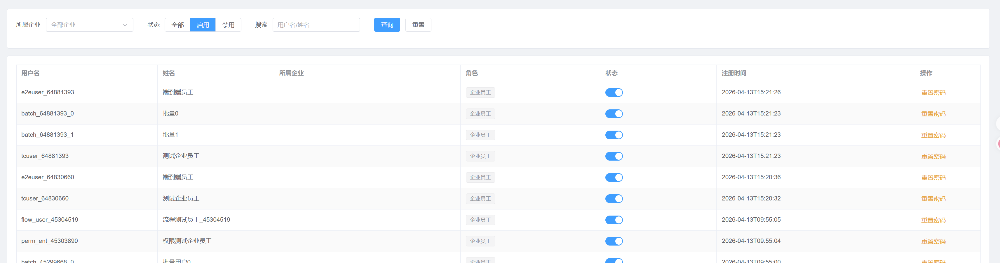 所属企业 全部企业 状态 全部 启用 禁用 搜索 用户名/姓名 查询 重置
用户名 姓名 所属企业 角色 状态 注册时间 操作
e2euser_64881393 端到端员工 企业员工 2026-04-13T15:21:26 重置密码
batch_64881393_0 批量0 企业员工 2026-04-13T15:21:23 重置密码
batch_64881393_1 批量1 企业员工 2026-04-13T15:21:23 重置密码
tcuser_64881393 测试企业员工 企业员工 2026-04-13T15:21:23 重置密码
e2euser_64830660 端到端员工 企业员工 2026-04-13T15:20:36 重置密码
tcuser_64830660 测试企业员工 企业员工 2026-04-13T15:20:32 重置密码
flow_user_45304519 流程测试员工_45304519 企业员工 2026-04-13T09:55:05 重置密码
perm_ent_45303890 权限测试企业员工 企业员工 2026-04-13T09:55:04 重置密码
batch_45299668_0 批量用户0 企业员工 2026-04-13T09:55:00 重置密码